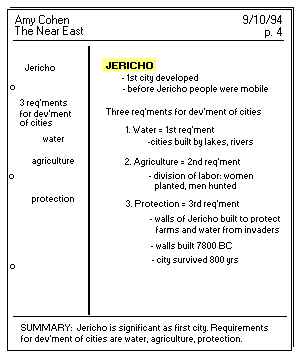 Amy Cohen 9/10/94
The Near East p. 4
Jericho
3 req'ments
for dev'ment
of cities
water
agriculture
protection
JERICHO
- 1st city developed
- before Jericho people were mobile
Three req'ments for dev'ment of cities
1. Water = 1st req'ment
-cities built by lakes, rivers
2. Agriculture = 2nd req'ment
- division of labor: women
planted, men hunted
3. Protection = 3rd req'ment
- walls of Jericho built to protect
farms and water from invaders
- walls built 7800 BC
- city survived 800 yrs
SUMMARY: Jericho is significant as first city. Requirements
for dev'ment of cities are water, agriculture, protection.